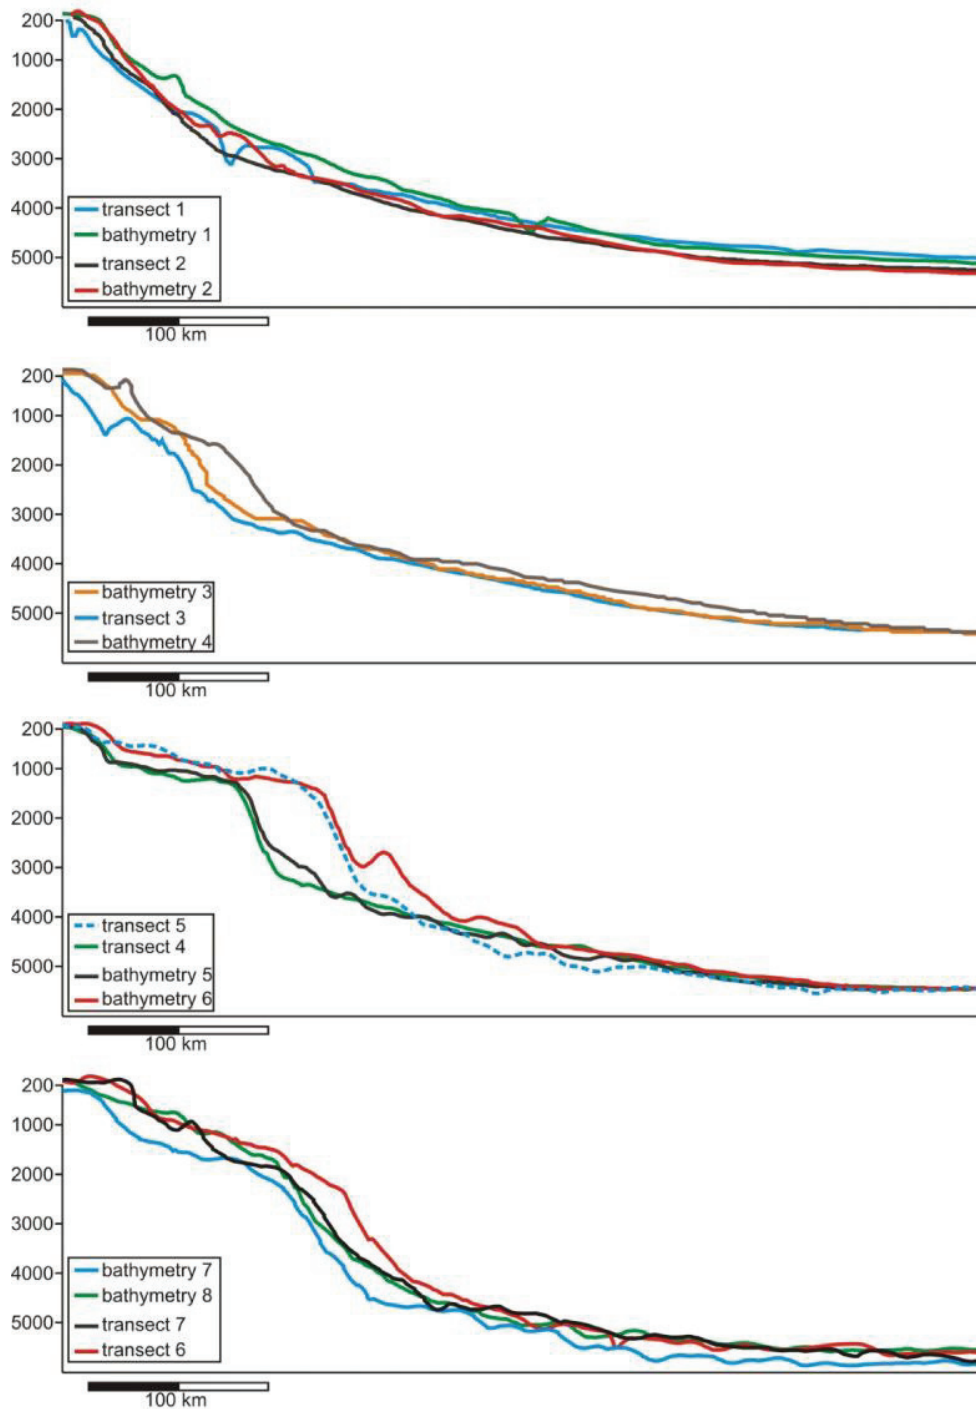 200
1000
2000
3000
4000
5000
transect 1
bathymetry 1
transect 2
bathymetry 2
100 km
200
1000
2000
3000
4000
5000
bathymetry 3
transect 3
bathymetry 4
100 km
200
1000
2000
3000
4000
5000
transect 5
transect 4
bathymetry 5
bathymetry 6
100 km
200
1000
2000
3000
4000
5000
bathymetry 7
bathymetry 8
transect 7
transect 6
100 km